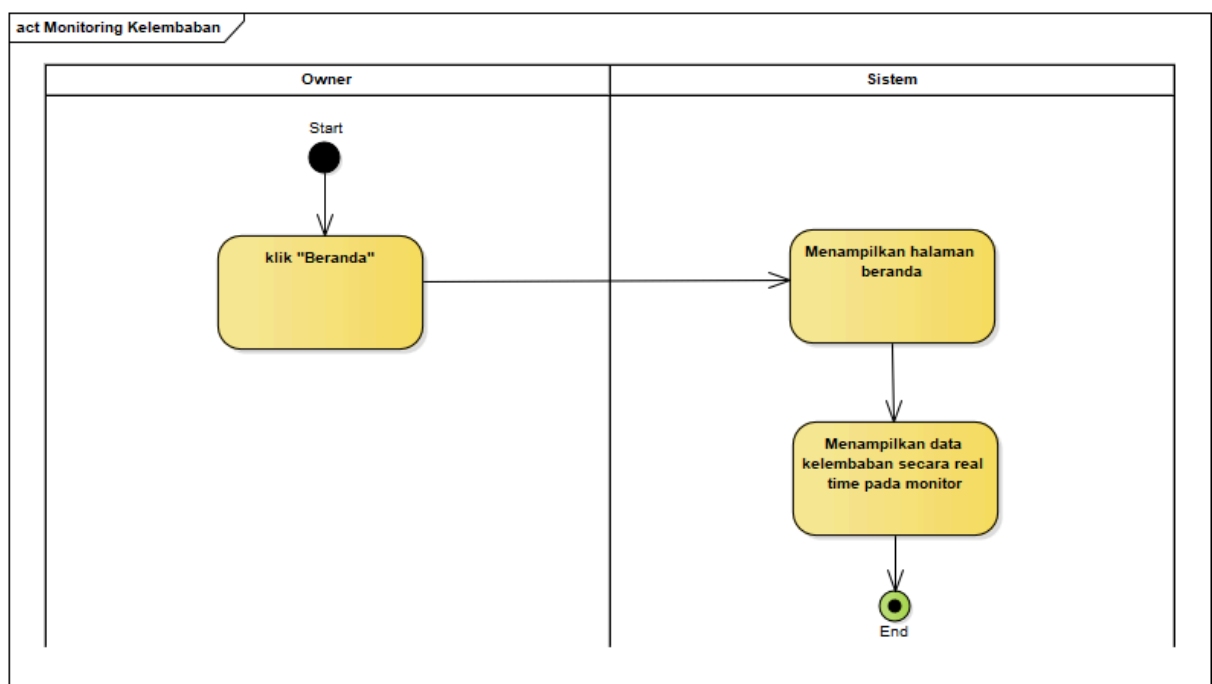 act Monitoring Kelembaban
Owner
Sistem
Start
klik "Beranda"
Menampilkan halaman
beranda
Menampilkan data
kelembaban secara real
time pada monitor
End